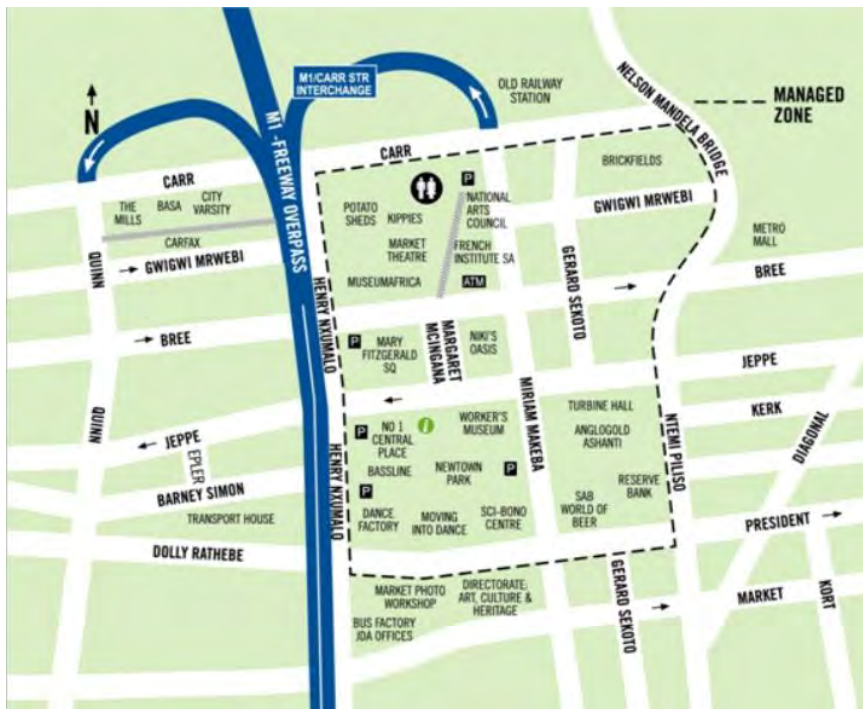 M1/CARR STR
INTERCHANGE
OLD RAILWAY
STATION
NELSON MANDELA BRIDGE
MANAGED
ZONE
N
M1 -FREEWAY OVERPASS
CARR
CARR
THE
MILLS
BASA
CITY
VARSITY
CARFAX
QUINN
GWIGWI MRWEBI
P
POTATO
SHEDS
KIPPIES
NATIONAL
ARTS
COUNCIL
MARKET
THEATRE
FRENCH
INSTITUTE SA
MUSEUMAFRICA
ATM
BRICKFIELDS
GWIGWI MRWEBI
GERARD SEKOTO
METRO
MALL
BREE
BREE
HENRY NXUMALO
P
MARY
FITZGERALD
SQ
MARGARET
MCINGANA
NIKI'S
OASIS
MIRIAM MAKEBA
JEPPE
KERK
DIAGONAL
NTEMI PILISO
QUINN
JEPPE
EPLER
BARNEY SIMON
TRANSPORT HOUSE
DOLLY RATHEBE
HENRY NXUMALO
P
NO 1
CENTRAL
PLACE
i
WORKER'S
MUSEUM
BASSLINE
NEWTOWN
PARK
P
P
DANCE
FACTORY
MOVING
INTO DANCE
SCI-BONO
CENTRE
TURBINE HALL
ANGLOGOLD
ASHANTI
SAB
WORLD OF
BEER
RESERVE
BANK
PRESIDENT
MARKET PHOTO
WORKSHOP
DIRECTORATE;
ART, CULTURE &
HERITAGE
BUS FACTORY
JDA OFFICES
GERARD SEKOTO
MARKET
KORT